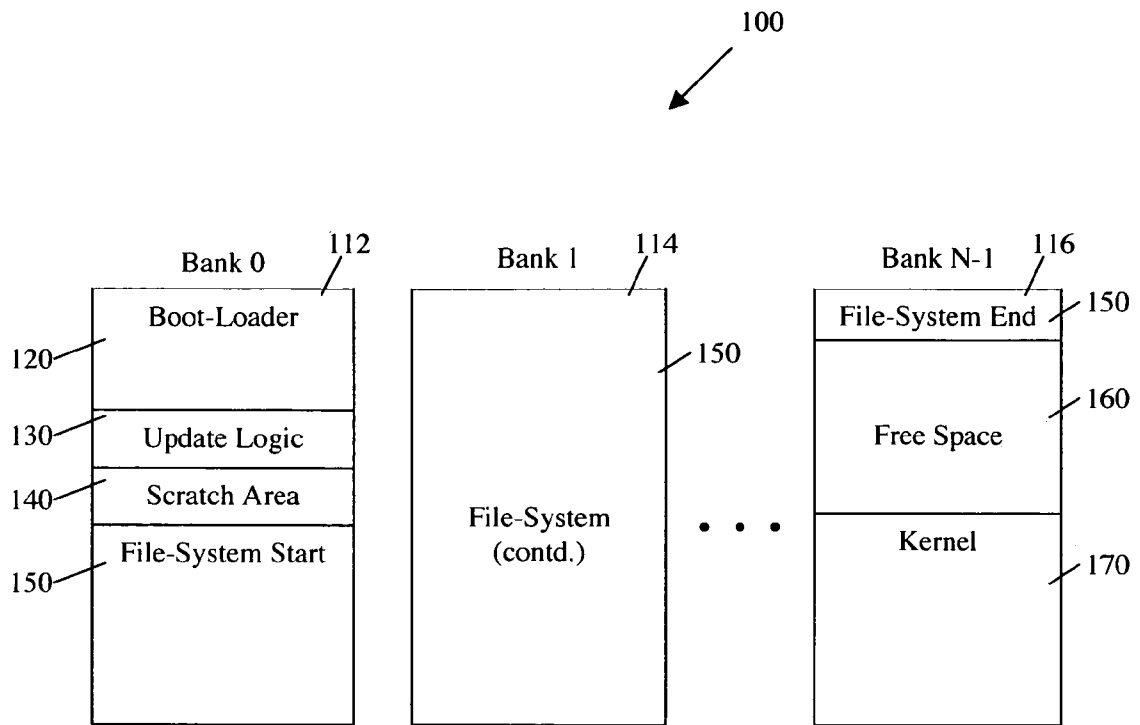 100
Bank 0
112
Boot-Loader
120
130
Update Logic
140
Scratch Area
File-System Start
150
Bank 1
114
150
File-System
(contd.)
• • •
Bank N-1
116
File-System End
150
160
Free Space
Kernel
170